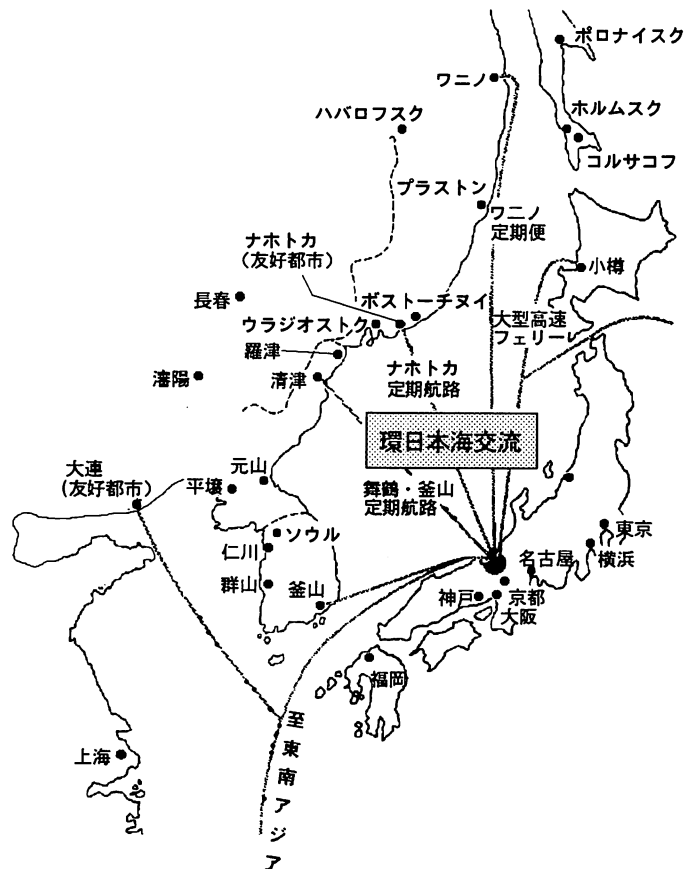 ポロナイスク
ワニノ
ホルムスク
ハバロフスク
コルサコフ
プラストン
ワニノ
定期便
ナホトカ
（友好都市）
小樽
長春
ボストーチヌイ
ウラジオストク
大型高速
フェリー
羅津
ナホトカ
定期航路
瀋陽
清津
環日本海交流
大連
（友好都市）
元山
平壌
舞鶴・釜山
定期航路
ソウル
仁川
東京
横浜
名古屋
群山
釜山
神戸
京都
大阪
福岡
上海
至東南アジア